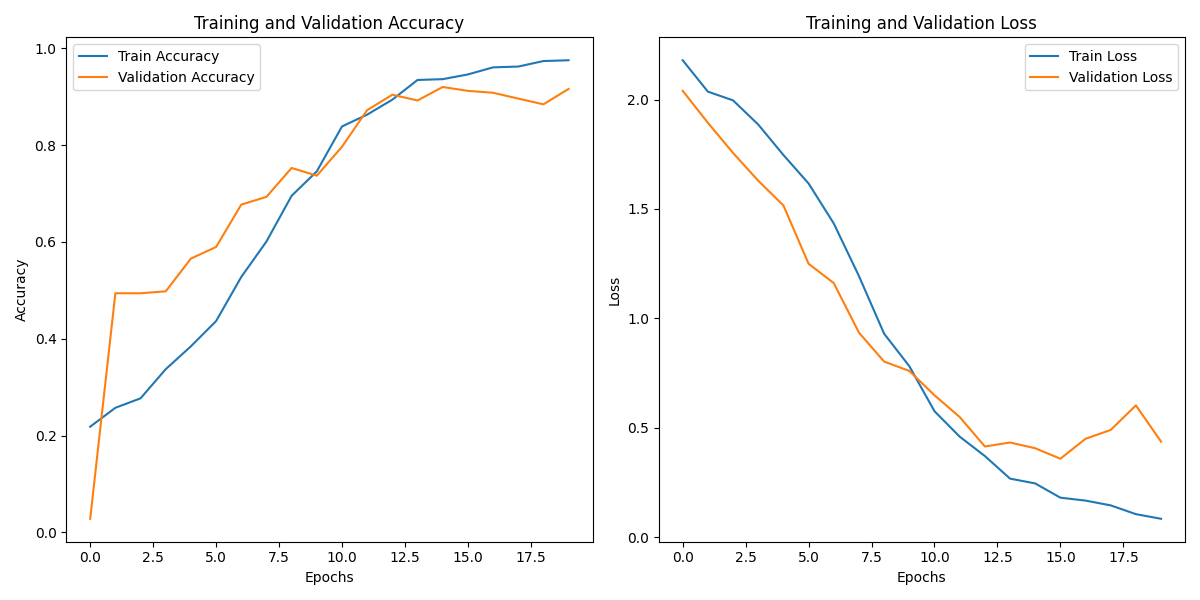 Training and Validation Accuracy
Train Accuracy
Validation Accuracy
1.0
0.8
0.6
0.4
0.2
0.0
Accuracy
0.0 2.5 5.0 7.5 10.0 12.5 15.0 17.5
Epochs
Training and Validation Loss
Train Loss
Validation Loss
2.0
1.5
1.0
0.5
0.0
Loss
0.0 2.5 5.0 7.5 10.0 12.5 15.0 17.5
Epochs